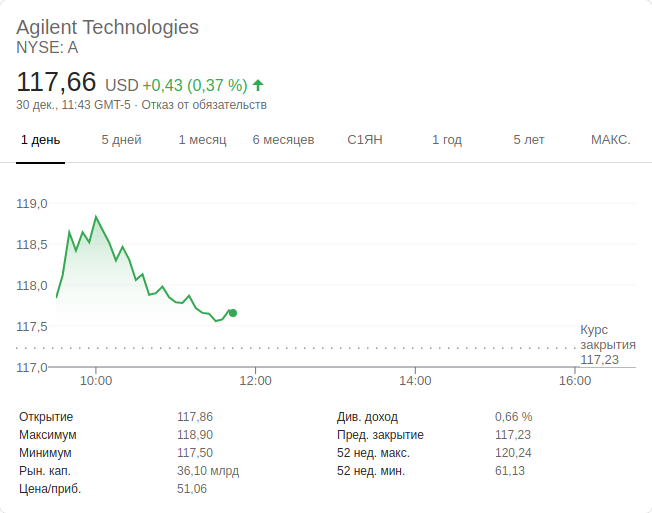 Agilent Technologies
NYSE: A
117,66 USD +0,43 (0,37 %)
30 дек., 11:43 GMT-5 · Отказ от обязательств
1 день 5 дней 1 месяц 6 месяцев С1ЯН 1 год 5 лет МАКС.
119,0
118,5
118,0
117,5
Курс
закрытия
117,23
117,0
10:00 12:00 14:00 16:00
Открытие 117,86 Див. доход 0,66 %
Максимум 118,90 Пред. закрытие 117,23
Минимум 117,50 52 нед. макс. 120,24
Рын. кап. 36,10 млрд 52 нед. мин. 61,13
Цена/приб. 51,06